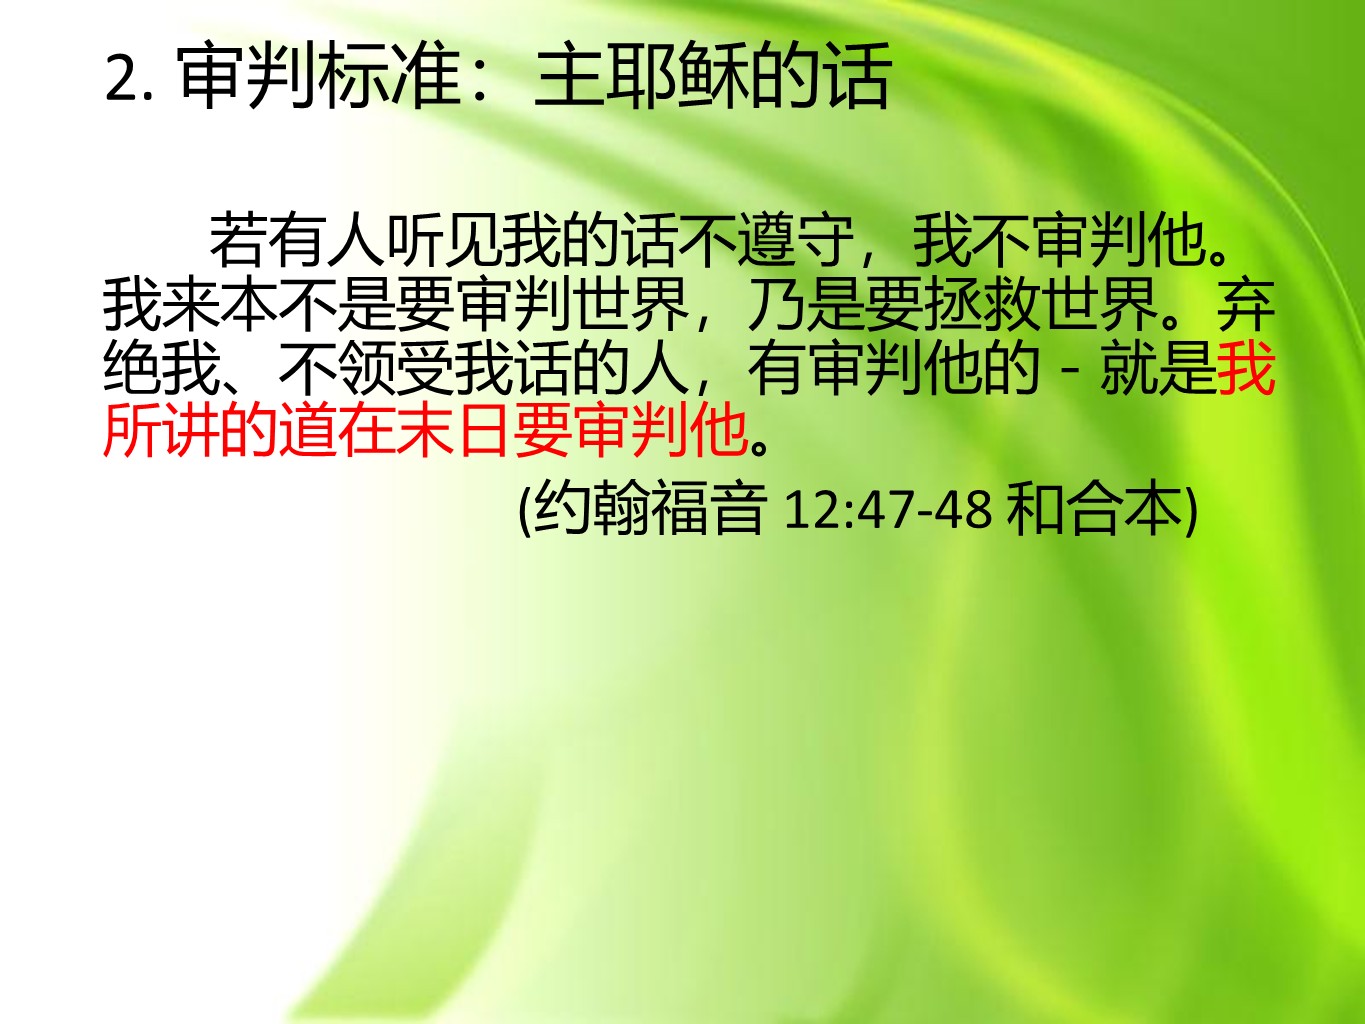 2. 审判标准：主耶稣的话
若有人听见我的话不遵守，我不审判他。
我来本不是要审判世界，乃是要拯救世界。弃
绝我、不领受我话的人，有审判他的 - 就是我
所讲的道在末日要审判他。
(约翰福音 12:47-48 和合本)